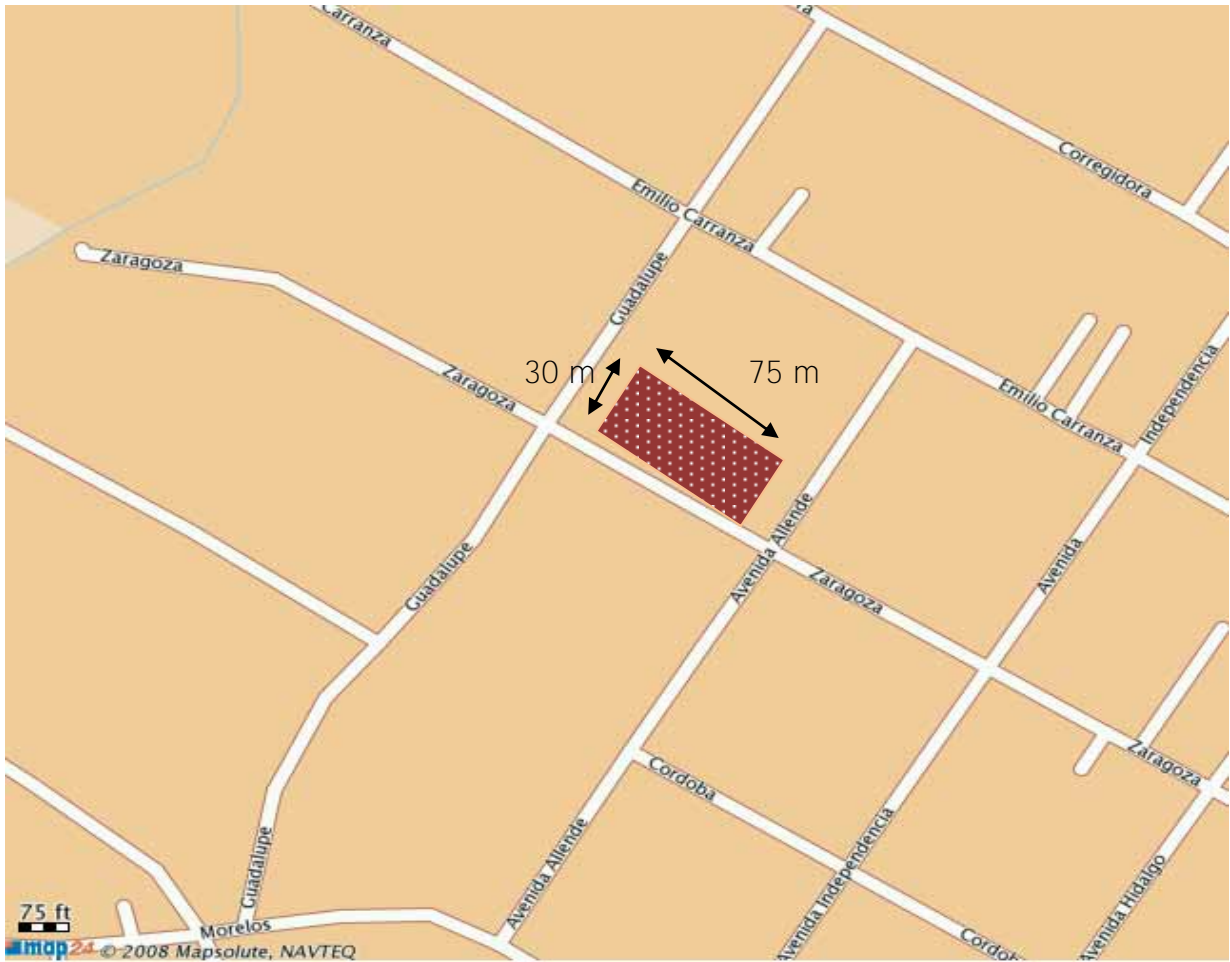 Carranza
Corregidora
Emilio Carranza
Zaragoza
Guadalupe
30 m
75 m
Zaragoza
Independencia
Emilio Carranza
Avenida Allende
Avenida
Guadalupe
Zaragoza
Zaragoza
Cordoba
Guadalupe
Avenida Allende
Avenida Independencia
Avenida Hidalgo
75 ft
Morelos
Cordo
map24 © 2008 Mapsolute, NAVTEQ